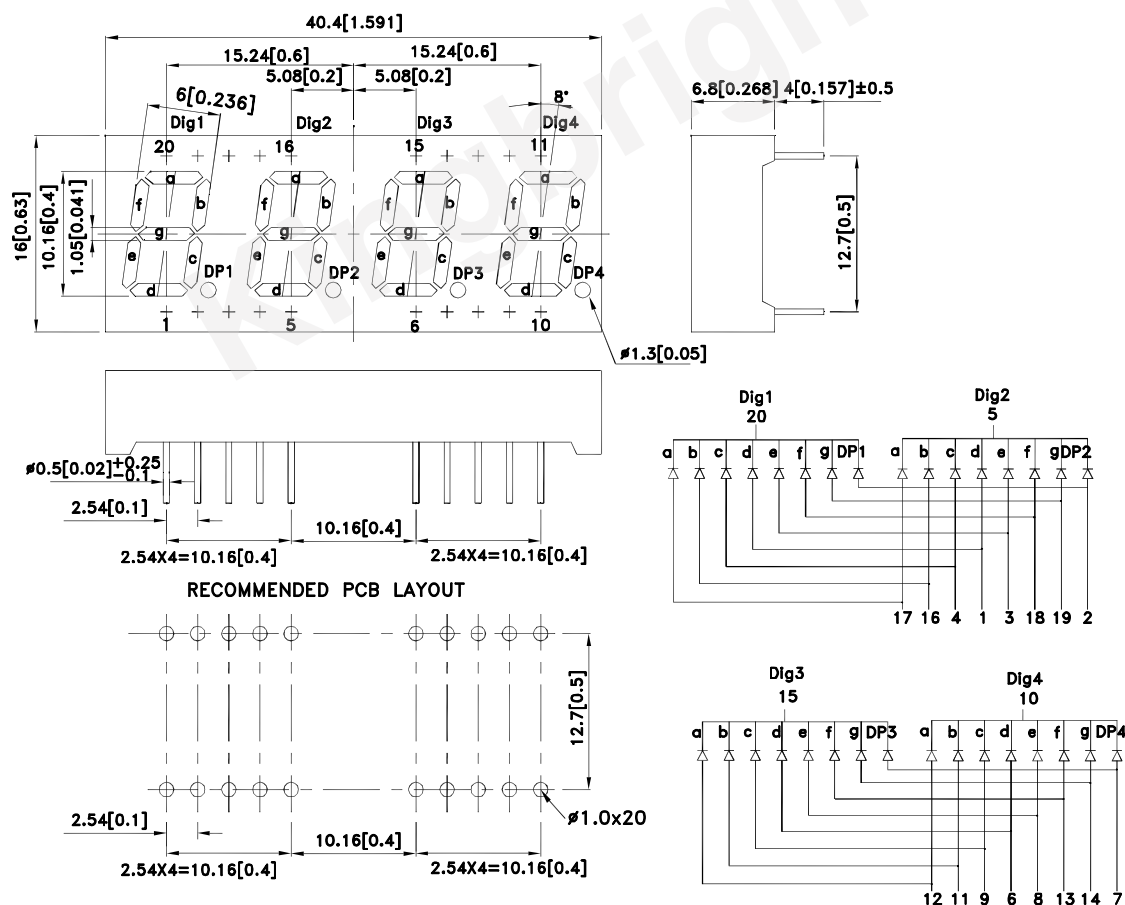 40.4[1.591]
15.24[0.6] 15.24[0.6]
5.08[0.2] 5.08[0.2]
6[0.236] 8°
Dig1 Dig2 Dig3 Dig4
20 16 15 11
16[0.63]
10.16[0.4]
1.05[0.041]
a b c d e f g DP1
a b c d e f g DP2
a b c d e f g DP3
a b c d e f g DP4
1 5 6 10
ø1.3[0.05]
6.8[0.268] 4[0.157]±0.5
12.7[0.5]
Kingbright
ø0.5[0.02]+0.25 −0.1
2.54[0.1]
10.16[0.4]
2.54X4=10.16[0.4] 2.54X4=10.16[0.4]
RECOMMENDED PCB LAYOUT
12.7[0.5]
2.54[0.1]
ø1.0x20
10.16[0.4]
2.54X4=10.16[0.4] 2.54X4=10.16[0.4]
Dig1 Dig2
20 5
a b c d e f g DP1 a b c d e f g DP2
17 16 4 1 3 18 19 2
Dig3 Dig4
15 10
a b c d e f g DP3 a b c d e f g DP4
12 11 9 6 8 13 14 7